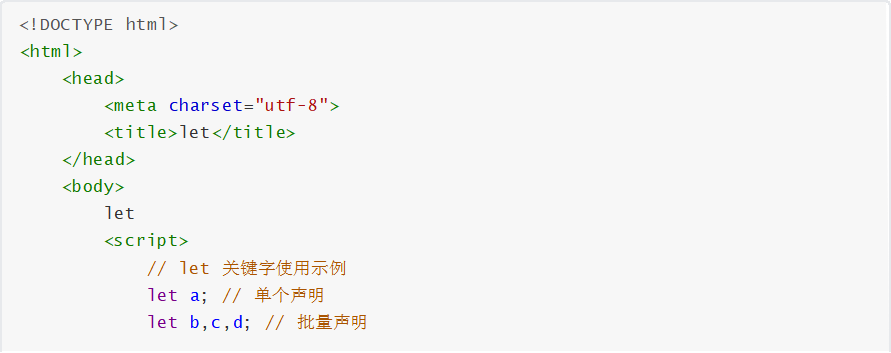 <!DOCTYPE html>
<html>
<head>
<meta charset="utf-8">
<title>let</title>
</head>
<body>
let
<script>
// let 关键字使用示例
let a; // 单个声明
let b,c,d; // 批量声明